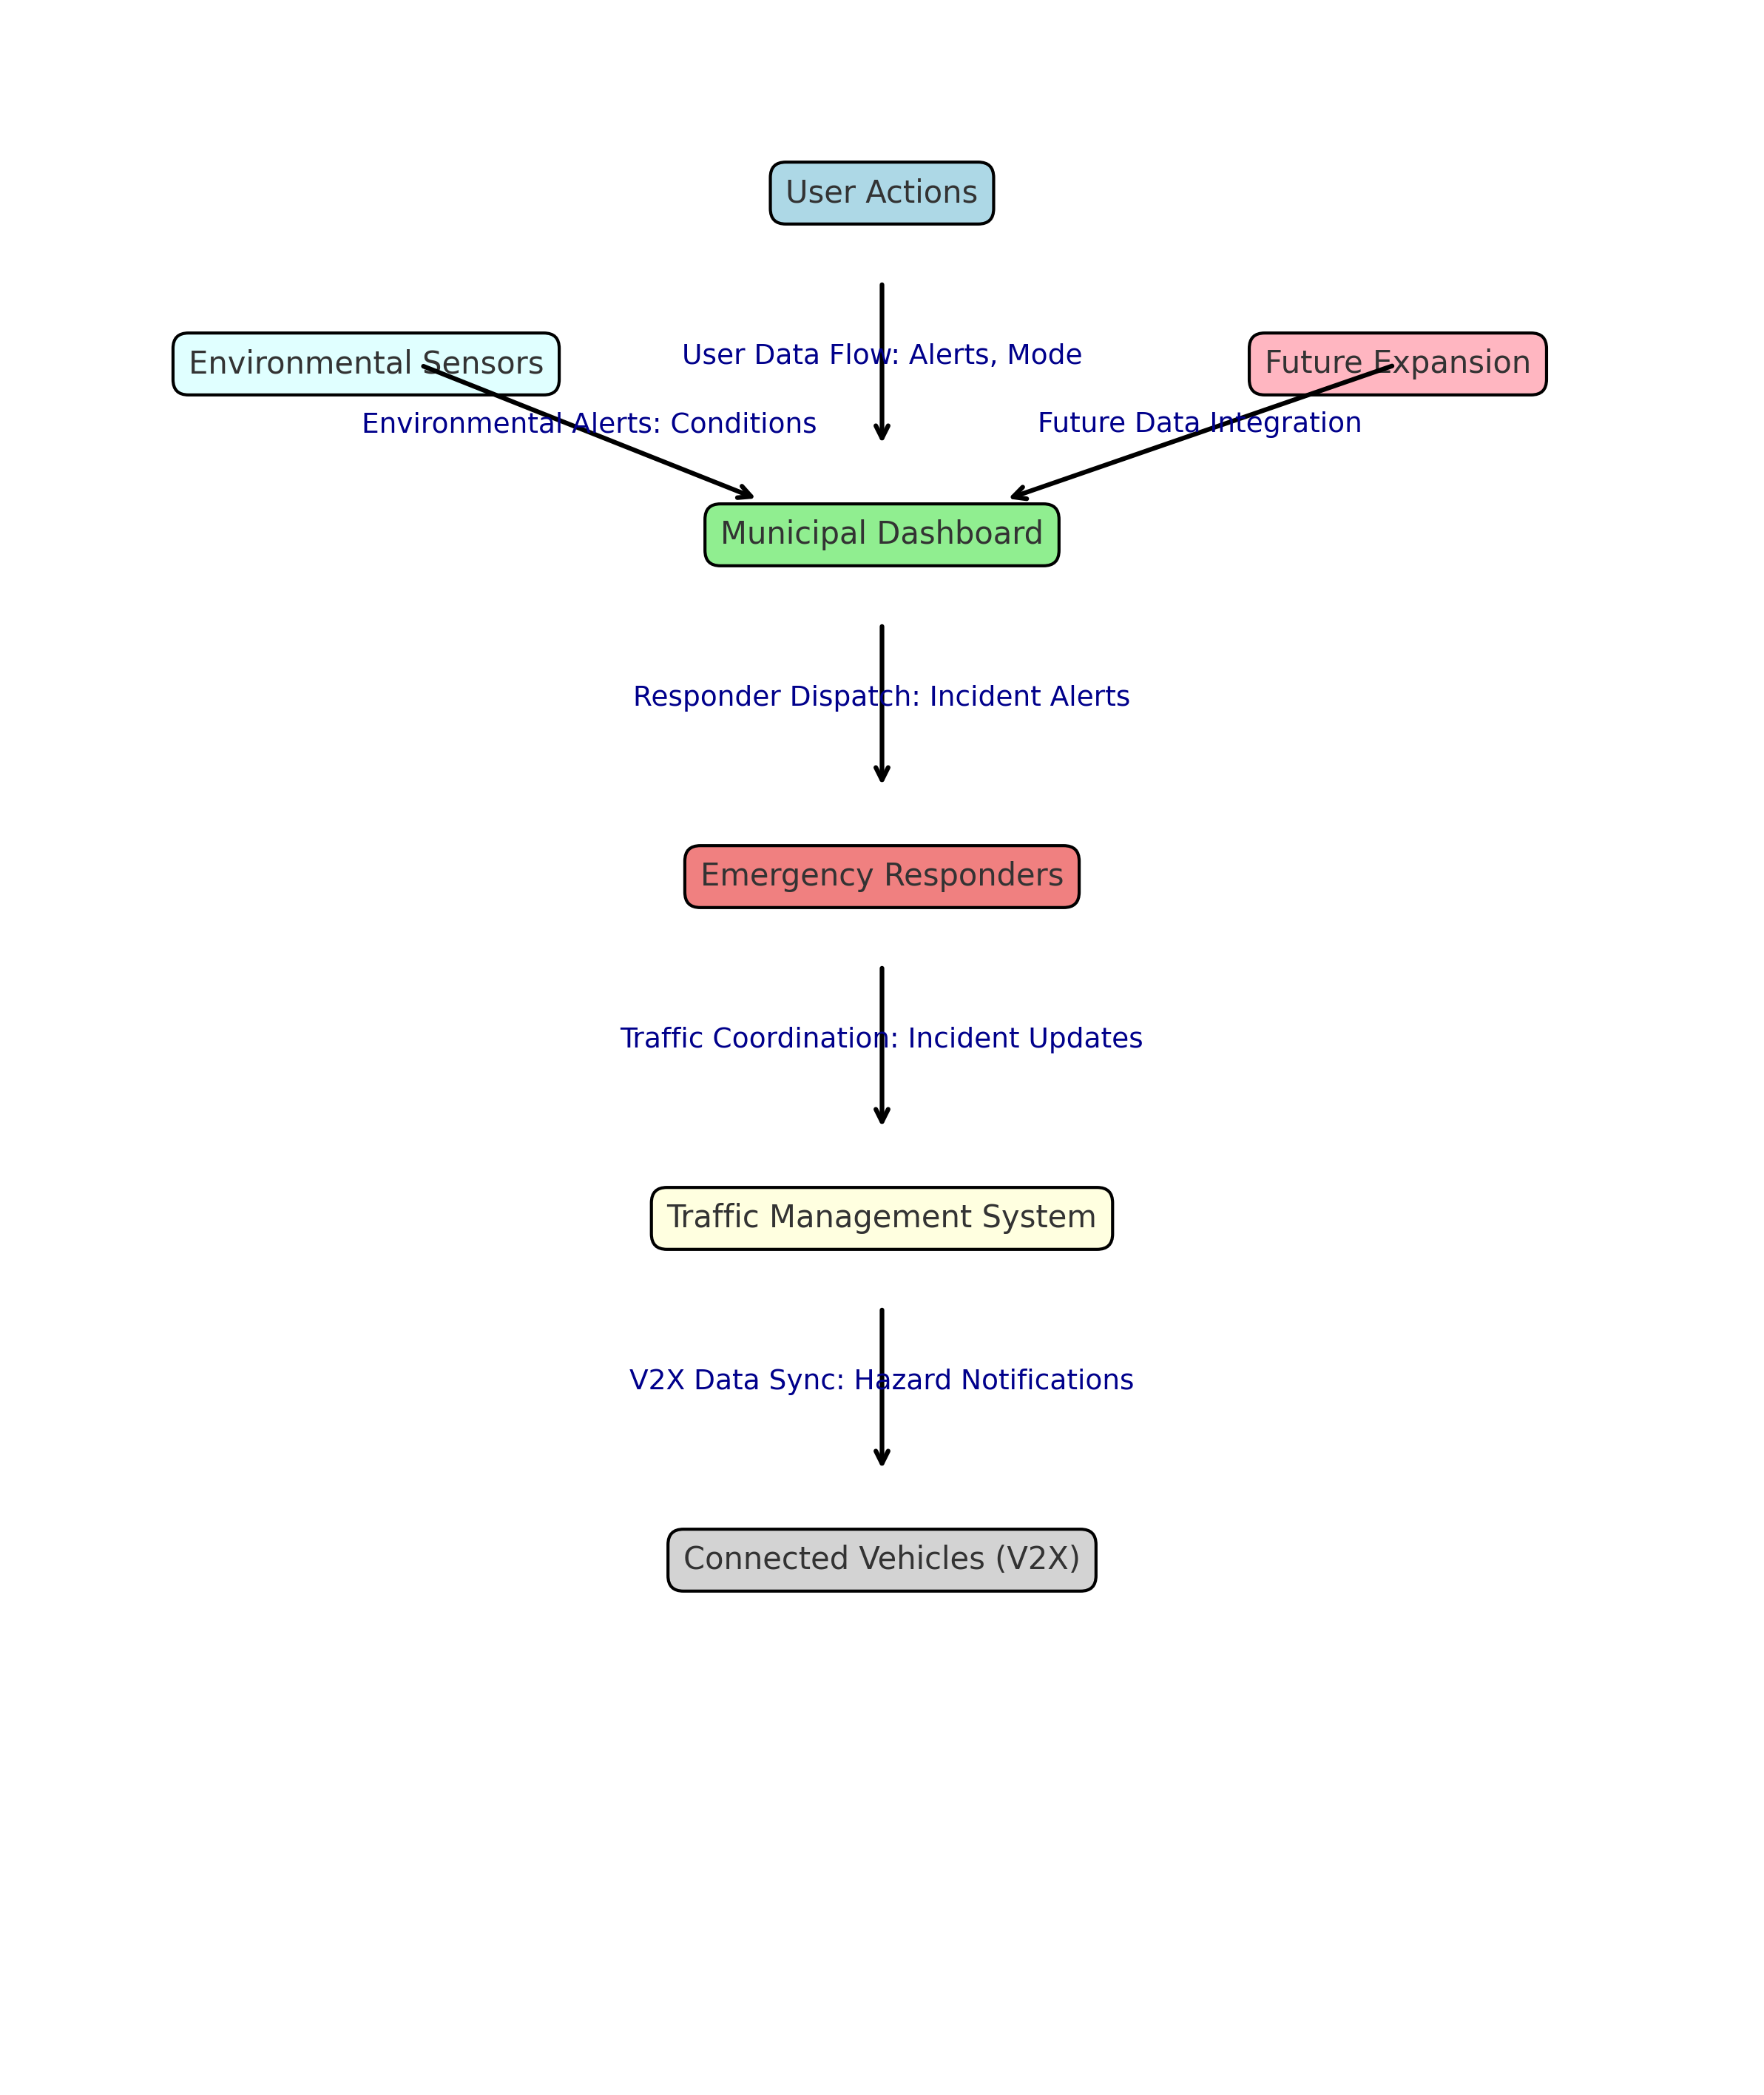 User Actions
User Data Flow: Alerts, Mode
Environmental Sensors
Future Expansion
Environmental Alerts: Conditions
Future Data Integration
Municipal Dashboard
Responder Dispatch: Incident Alerts
Emergency Responders
Traffic Coordination: Incident Updates
Traffic Management System
V2X Data Sync: Hazard Notifications
Connected Vehicles (V2X)